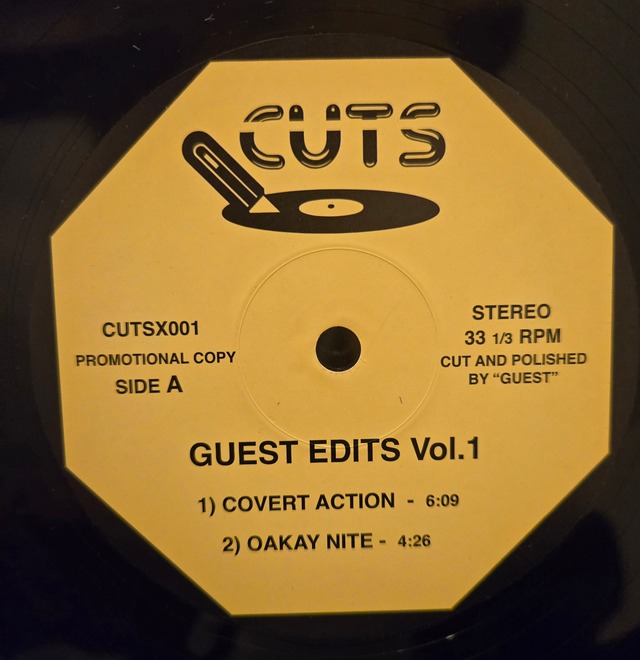 CUTS
CUTSX001
PROMOTIONAL COPY
SIDE A
STEREO
33 1/3 RPM
CUT AND POLISHED
BY “GUEST”
GUEST EDITS Vol.1
1) COVERT ACTION - 6:09
2) OAKAY NITE - 4:26